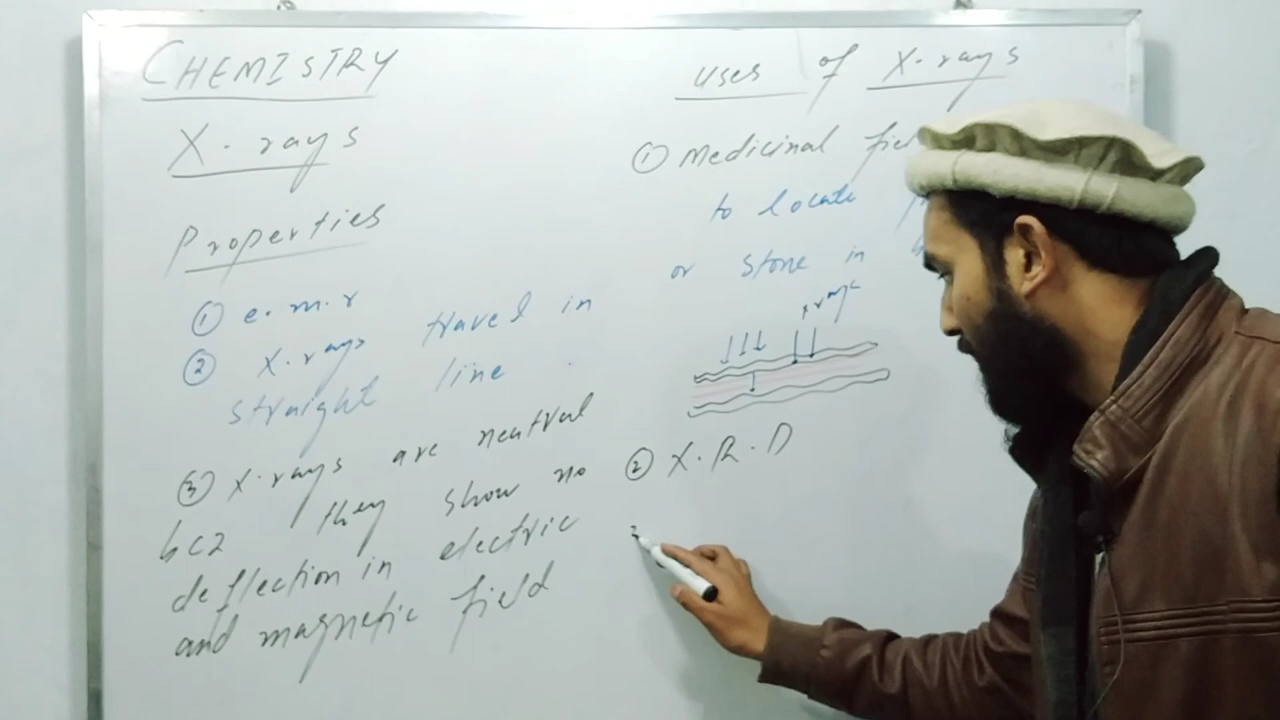 CHEMISTRY
X-rays
Properties
① e.m.r
② X-rays travel in
straight line.
③ X-rays are neutral
bcz they show no
deflection in electric
and magnetic field
uses of X-rays
① Medicinal
to locate
or stone in
x rays
② X.R.D
3